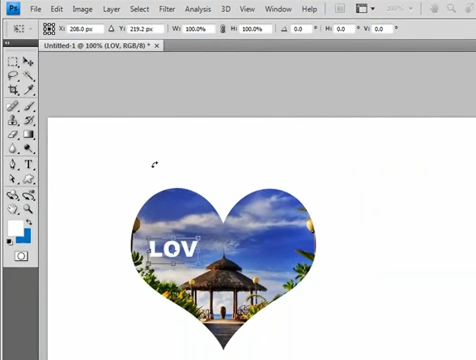 Ps File Edit Image Layer Select Filter Analysis 3D View Window Help 100%
X: 208.0 px Y: 219.2 px W: 100.0% H: 100.0% 0.0 ° H: 0.0 ° V: 0.0 °
Untitled-1 @ 100% (LOV, RGB/8) * ×
T
LOV